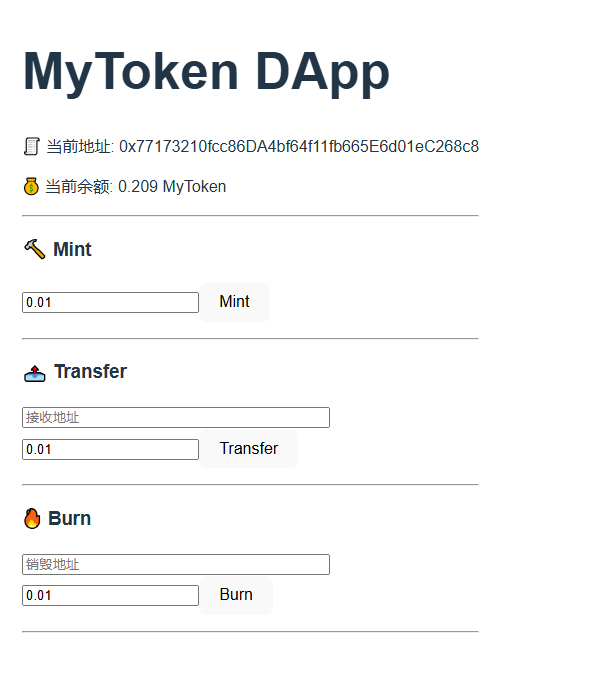 MyToken DApp
📜 当前地址: 0x77173210fcc86DA4bf64f11fb665E6d01eC268c8
💰 当前余额: 0.209 MyToken
🔨 Mint
0.01 Mint
📤 Transfer
接收地址
0.01 Transfer
🔥 Burn
销毁地址
0.01 Burn